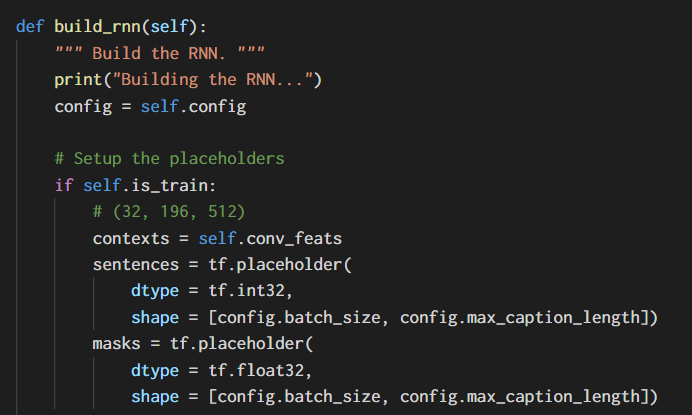 def build_rnn(self):
    """ Build the RNN. """
    print("Building the RNN...")
    config = self.config

    # Setup the placeholders
    if self.is_train:
        # (32, 196, 512)
        contexts = self.conv_feats
        sentences = tf.placeholder(
            dtype = tf.int32,
            shape = [config.batch_size, config.max_caption_length])
        masks = tf.placeholder(
            dtype = tf.float32,
            shape = [config.batch_size, config.max_caption_length])